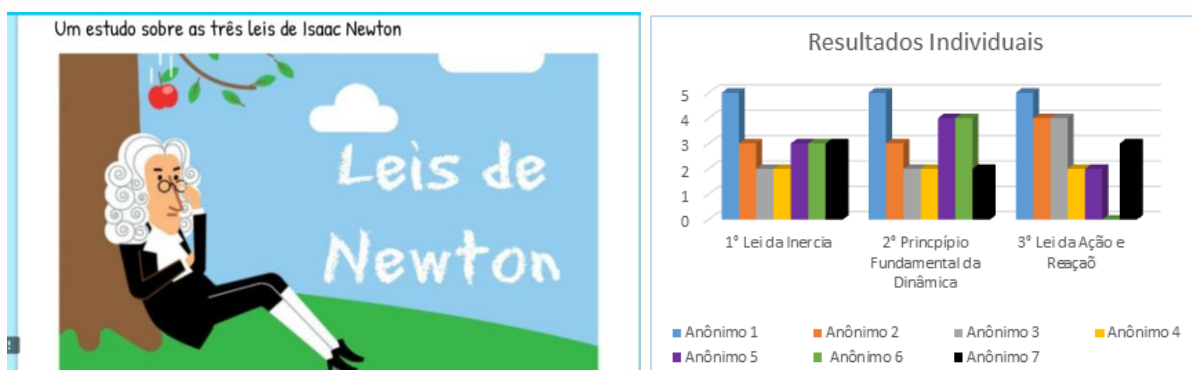 Um estudo sobre as três leis de Isaac Newton
Leis de
Newton
Resultados Individuais
5
4
3
2
1
0
1° Lei da Inercia
2° Princpípio
Fundamental da
Dinâmica
3° Lei da Ação e
Reaçaõ
Anônimo 1
Anônimo 2
Anônimo 3
Anônimo 4
Anônimo 5
Anônimo 6
Anônimo 7